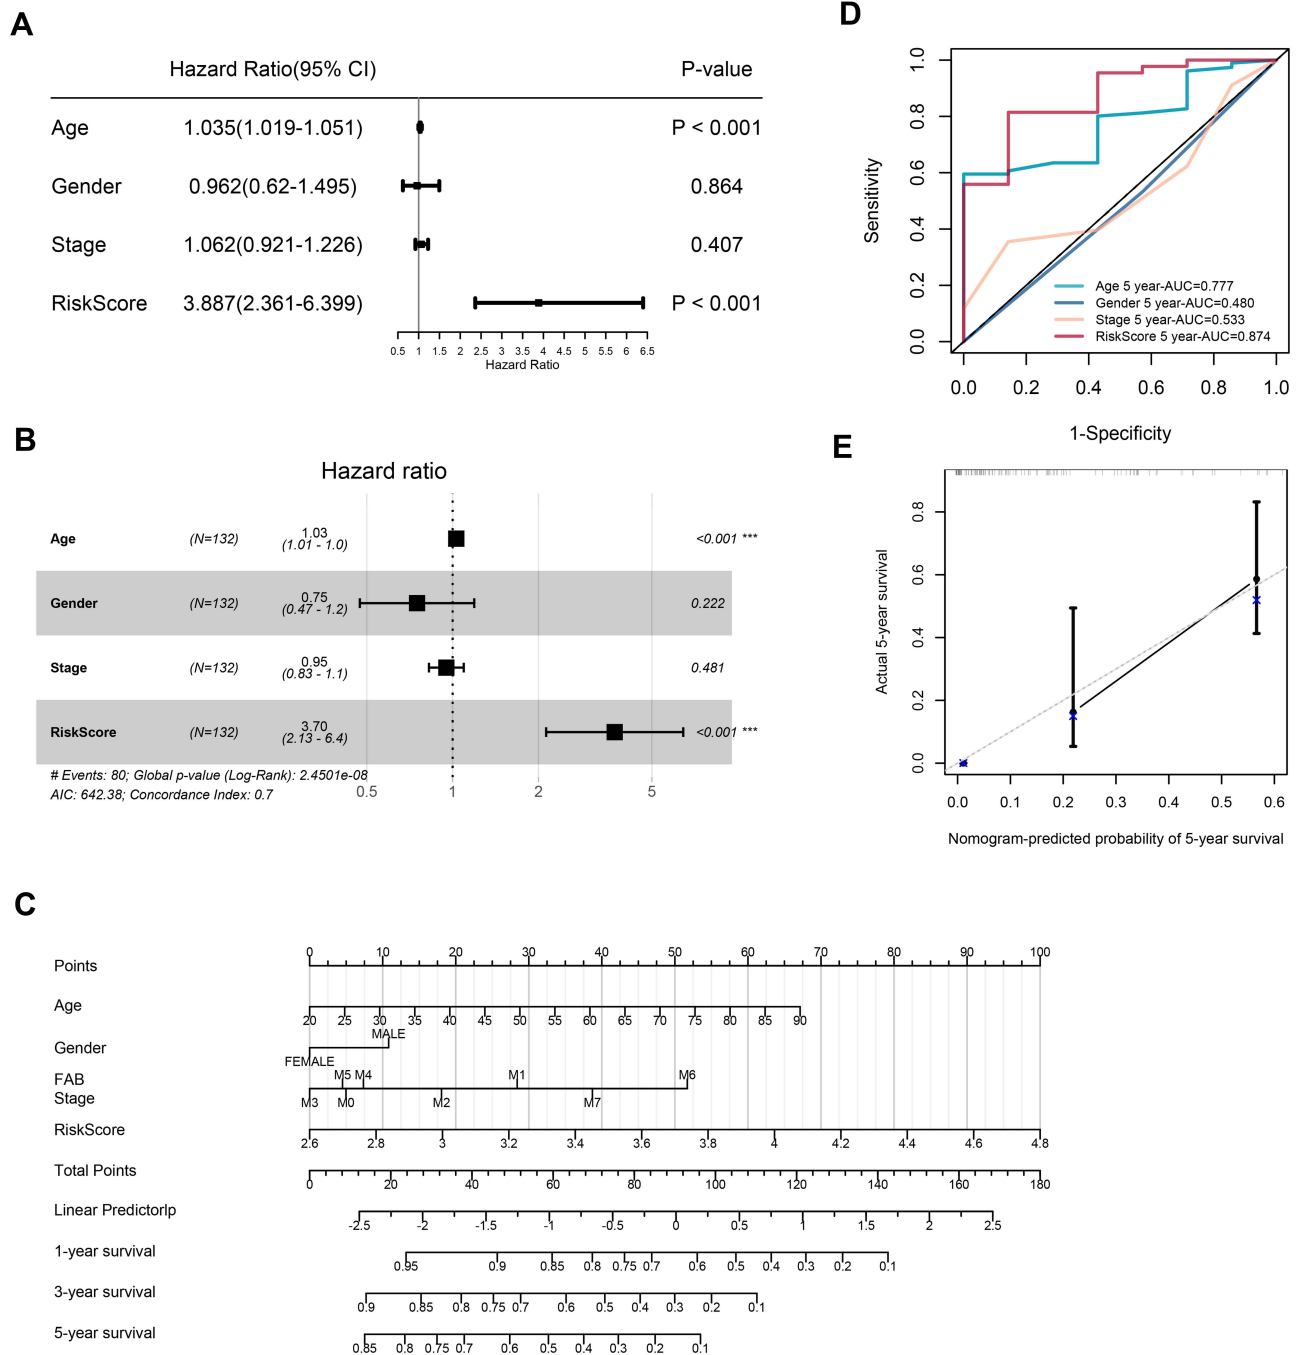 A
Hazard Ratio(95% CI) P-value
Age 1.035(1.019-1.051) P < 0.001
Gender 0.962(0.62-1.495) 0.864
Stage 1.062(0.921-1.226) 0.407
RiskScore 3.887(2.361-6.399) P < 0.001
0.5 1 1.5 2 2.5 3 3.5 4 4.5 5 5.5 6 6.5
Hazard Ratio
B
Hazard ratio
Age (N=132) 1.03 <0.001 ***
(1.01 - 1.0)
Gender (N=132) 0.75 0.222
(0.47 - 1.2)
Stage (N=132) 0.95 0.481
(0.83 - 1.1)
RiskScore (N=132) 3.70 <0.001 ***
(2.13 - 6.4)
# Events: 80; Global p-value (Log-Rank): 2.4501e-08
AIC: 642.38; Concordance Index: 0.7
0.5 1 2 5
D
Sensitivity
1.0
0.8
0.6
0.4
0.2
0.0
Age 5 year-AUC=0.777
Gender 5 year-AUC=0.480
Stage 5 year-AUC=0.533
RiskScore 5 year-AUC=0.874
0.0 0.2 0.4 0.6 0.8 1.0
1-Specificity
E
Actual 5-year survival
0.8
0.6
0.4
0.2
0.0
0.0 0.1 0.2 0.3 0.4 0.5 0.6
Nomogram-predicted probability of 5-year survival
C
0 10 20 30 40 50 60 70 80 90 100
Points
Age
20 25 30 35 40 45 50 55 60 65 70 75 80 85 90
MALE
Gender
FEMALE
M5 M4 M1 M6
FAB
Stage
M3 M0 M2 M7
RiskScore
2.6 2.8 3 3.2 3.4 3.6 3.8 4 4.2 4.4 4.6 4.8
Total Points
0 20 40 60 80 100 120 140 160 180
Linear Predictorlp
-2.5 -2 -1.5 -1 -0.5 0 0.5 1 1.5 2 2.5
1-year survival
0.95 0.9 0.85 0.8 0.75 0.7 0.6 0.5 0.4 0.3 0.2 0.1
3-year survival
0.9 0.85 0.8 0.75 0.7 0.6 0.5 0.4 0.3 0.2 0.1
5-year survival
0.85 0.8 0.75 0.7 0.6 0.5 0.4 0.3 0.2 0.1